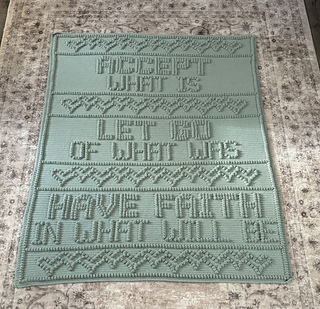 ACCEPT
WHAT IS
LET GO
OF WHAT WAS
HAVE FAITH
IN WHAT WILL BE